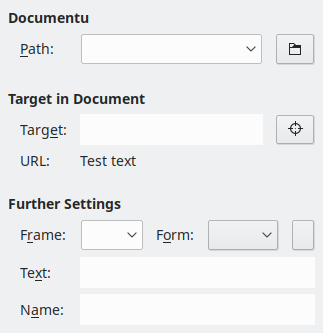 Documentu
Path:
Target in Document
Target:
URL: Test text
Further Settings
Frame: Form:
Text:
Name: